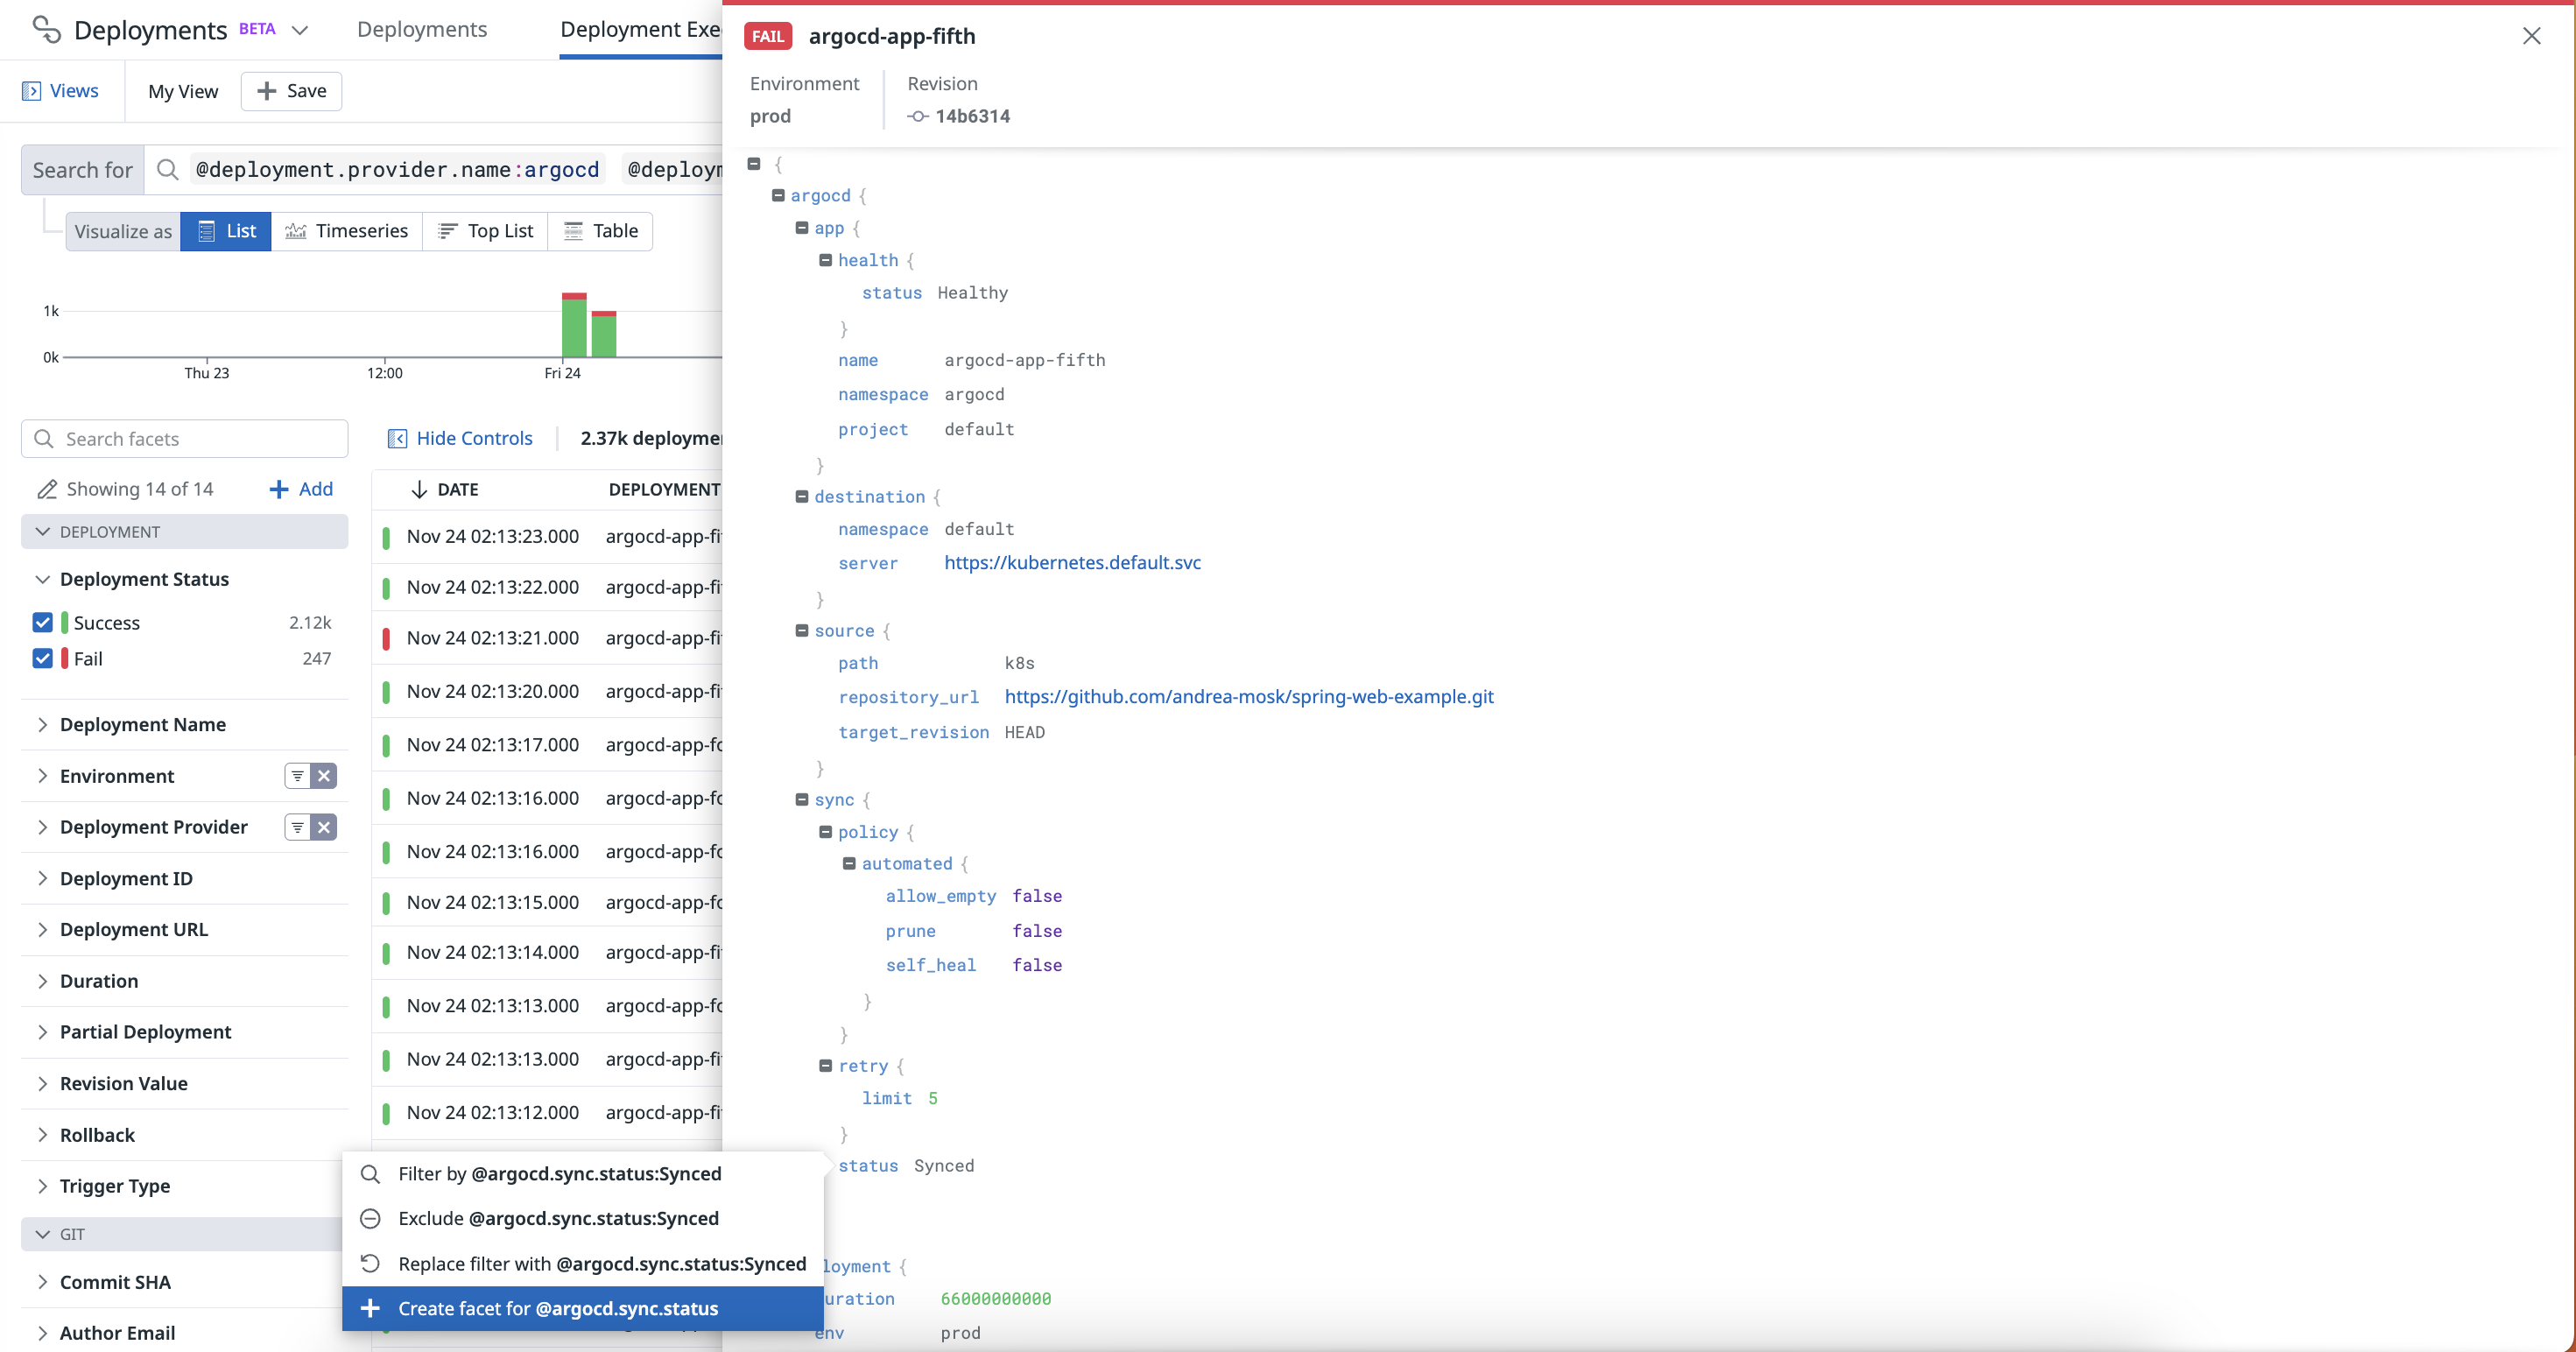 Deployments BETA
Deployments
Deployment Exe
Views
My View
Save
Search for
@deployment.provider.name:argocd
@deploym
Visualize as
List
Timeseries
Top List
Table
1k
0k
Thu 23
12:00
Fri 24
Search facets
Showing 14 of 14
Add
DEPLOYMENT
Deployment Status
Success 2.12k
Fail 247
Deployment Name
Environment
Deployment Provider
Deployment ID
Deployment URL
Duration
Partial Deployment
Revision Value
Rollback
Trigger Type
GIT
Commit SHA
Author Email
Hide Controls
2.37k deployme
DATE DEPLOYMENT
Nov 24 02:13:23.000 argocd-app-fi
Nov 24 02:13:22.000 argocd-app-fi
Nov 24 02:13:21.000 argocd-app-fi
Nov 24 02:13:20.000 argocd-app-fi
Nov 24 02:13:17.000 argocd-app-fo
Nov 24 02:13:16.000 argocd-app-fo
Nov 24 02:13:16.000 argocd-app-fo
Nov 24 02:13:15.000 argocd-app-fo
Nov 24 02:13:14.000 argocd-app-fi
Nov 24 02:13:13.000 argocd-app-fo
Nov 24 02:13:13.000 argocd-app-fi
Nov 24 02:13:12.000 argocd-app-fi
Filter by @argocd.sync.status:Synced
Exclude @argocd.sync.status:Synced
Replace filter with @argocd.sync.status:Synced
Create facet for @argocd.sync.status
FAIL argocd-app-fifth
Environment
prod
Revision
14b6314
{
argocd {
app {
health {
status Healthy
}
name argocd-app-fifth
namespace argocd
project default
}
destination {
namespace default
server https://kubernetes.default.svc
}
source {
path k8s
repository_url https://github.com/andrea-mosk/spring-web-example.git
target_revision HEAD
}
sync {
policy {
automated {
allow_empty false
prune false
self_heal false
}
}
retry {
limit 5
}
status Synced
loyment {
uration 66000000000
env prod